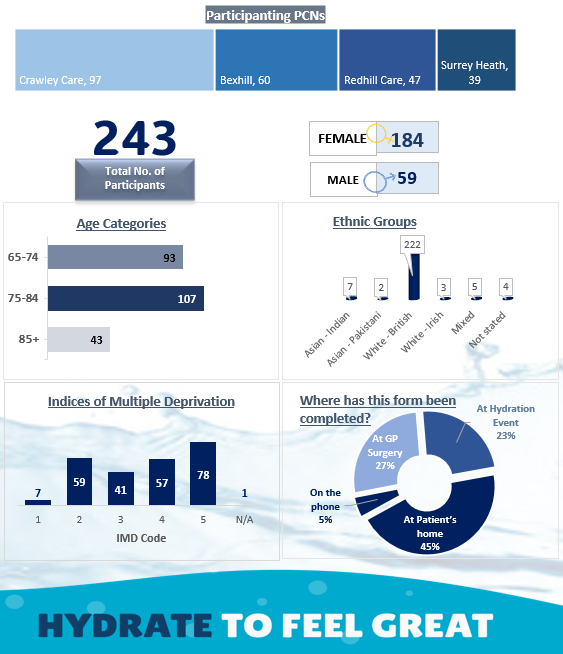 Participanting PCNs
Crawley Care, 97
Bexhill, 60
Redhill Care, 47
Surrey Heath,
39
243
Total No. of
Participants
FEMALE
184
MALE
59
Age Categories
65-74
93
75-84
107
85+
43
Ethnic Groups
7
2
222
3
5
4
Asian - Indian
Asian - Pakistani
White - British
White - Irish
Mixed
Not stated
Indices of Multiple Deprivation
7
59
41
57
78
1
1
2
3
4
5
N/A
IMD Code
Where has this form been
completed?
At Hydration
Event
23%
At GP
Surgery
27%
On the
phone
5%
At Patient's
home
45%
HYDRATE TO FEEL GREAT